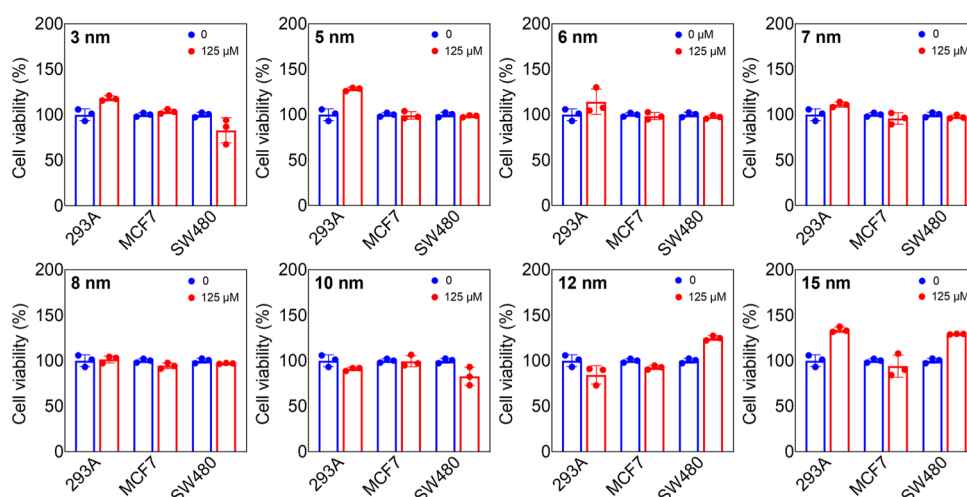 3 nm
0
125 µM
Cell viability (%)
200
150
100
50
0
293A
MCF7
SW480
5 nm
0
125 µM
Cell viability (%)
200
150
100
50
0
293A
MCF7
SW480
6 nm
0 µM
125 µM
Cell viability (%)
200
150
100
50
0
293A
MCF7
SW480
7 nm
0
125 µM
Cell viability (%)
200
150
100
50
0
293A
MCF7
SW480
8 nm
0
125 µM
Cell viability (%)
200
150
100
50
0
293A
MCF7
SW480
10 nm
0
125 µM
Cell viability (%)
200
150
100
50
0
293A
MCF7
SW480
12 nm
0
125 µM
Cell viability (%)
200
150
100
50
0
293A
MCF7
SW480
15 nm
0
125 µM
Cell viability (%)
200
150
100
50
0
293A
MCF7
SW480